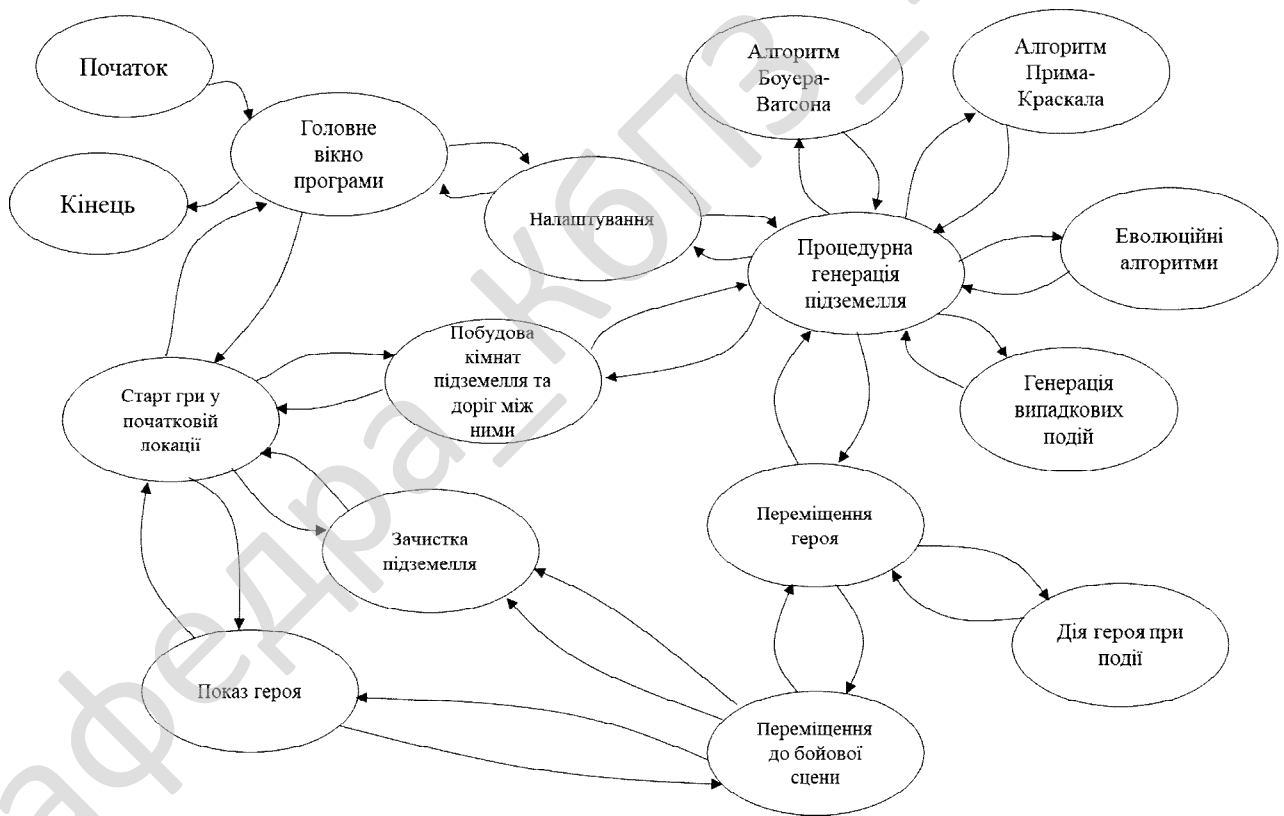 Початок
Кінець
Головне
вікно
програми
Налаштування
Алгоритм
Боуера-
Ватсона
Алгоритм
Прима-
Краскала
Процедурна
генерація
підземелля
Еволюційні
алгоритми
Генерація
випадкових
подій
Побудова
кімнат
підземелля та
доріг між
ними
Старт гри у
початковій
локації
Зачистка
підземелля
Переміщення
героя
Дія героя при
події
Показ героя
Переміщення
до бойової
сцени
афедра_КбПЗ_